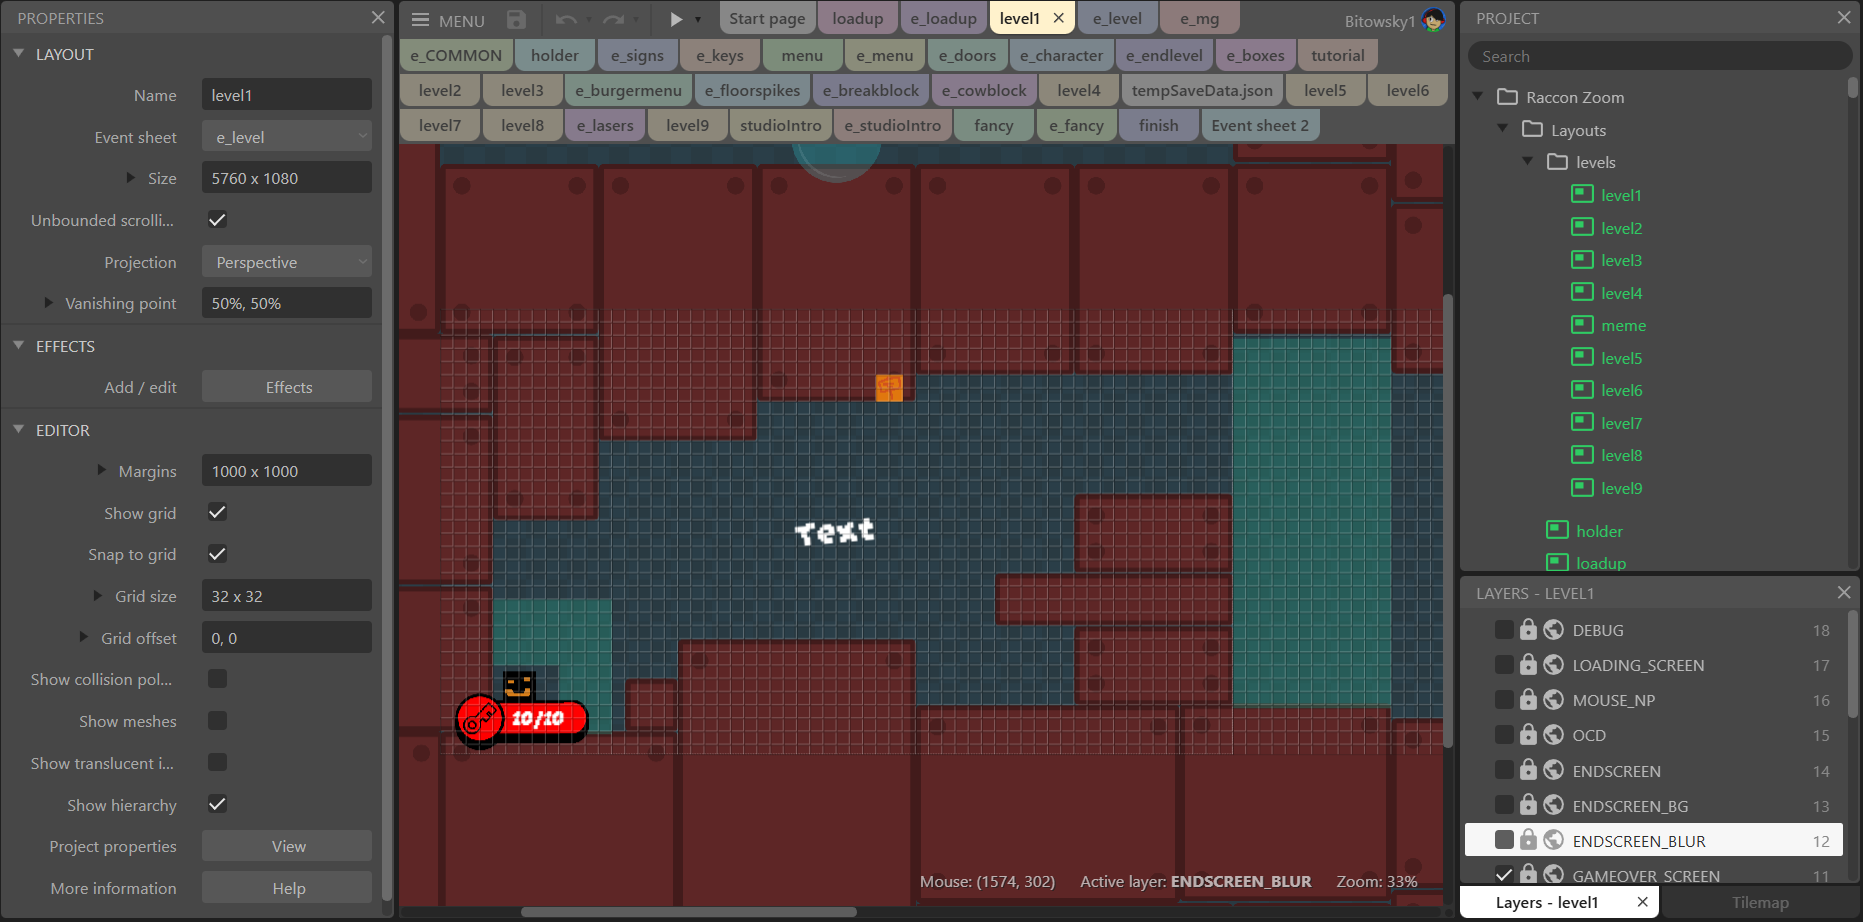 PROPERTIES
LAYOUT
Name level1
Event sheet e_level
Size 5760 x 1080
Unbounded scrolli...
Projection Perspective
Vanishing point 50%, 50%
EFFECTS
Add / edit Effects
EDITOR
Margins 1000 x 1000
Show grid
Snap to grid
Grid size 32 x 32
Grid offset 0, 0
Show collision pol...
Show meshes
Show translucent i...
Show hierarchy
Project properties View
More information Help
MENU
Start page loadup e_loadup level1 e_level e_mg
Bitowsky1
e_COMMON holder e_signs e_keys menu e_menu e_doors e_character e_endlevel e_boxes tutorial
level2 level3 e_burgermenu e_floorspikes e_breakblock e_cowblock level4 tempSaveData.json level5 level6
level7 level8 e_lasers level9 studioIntro e_studioIntro fancy e_fancy finish Event sheet 2
Text
10/10
Mouse: (1574, 302) Active layer: ENDSCREEN_BLUR Zoom: 33%
PROJECT
Search
Raccon Zoom
Layouts
levels
level1
level2
level3
level4
meme
level5
level6
level7
level8
level9
holder
loadup
LAYERS - LEVEL1
DEBUG 18
LOADING_SCREEN 17
MOUSE_NP 16
OCD 15
ENDSCREEN 14
ENDSCREEN_BG 13
ENDSCREEN_BLUR 12
GAMEOVER_SCREEN 11
Layers - level1 Tilemap